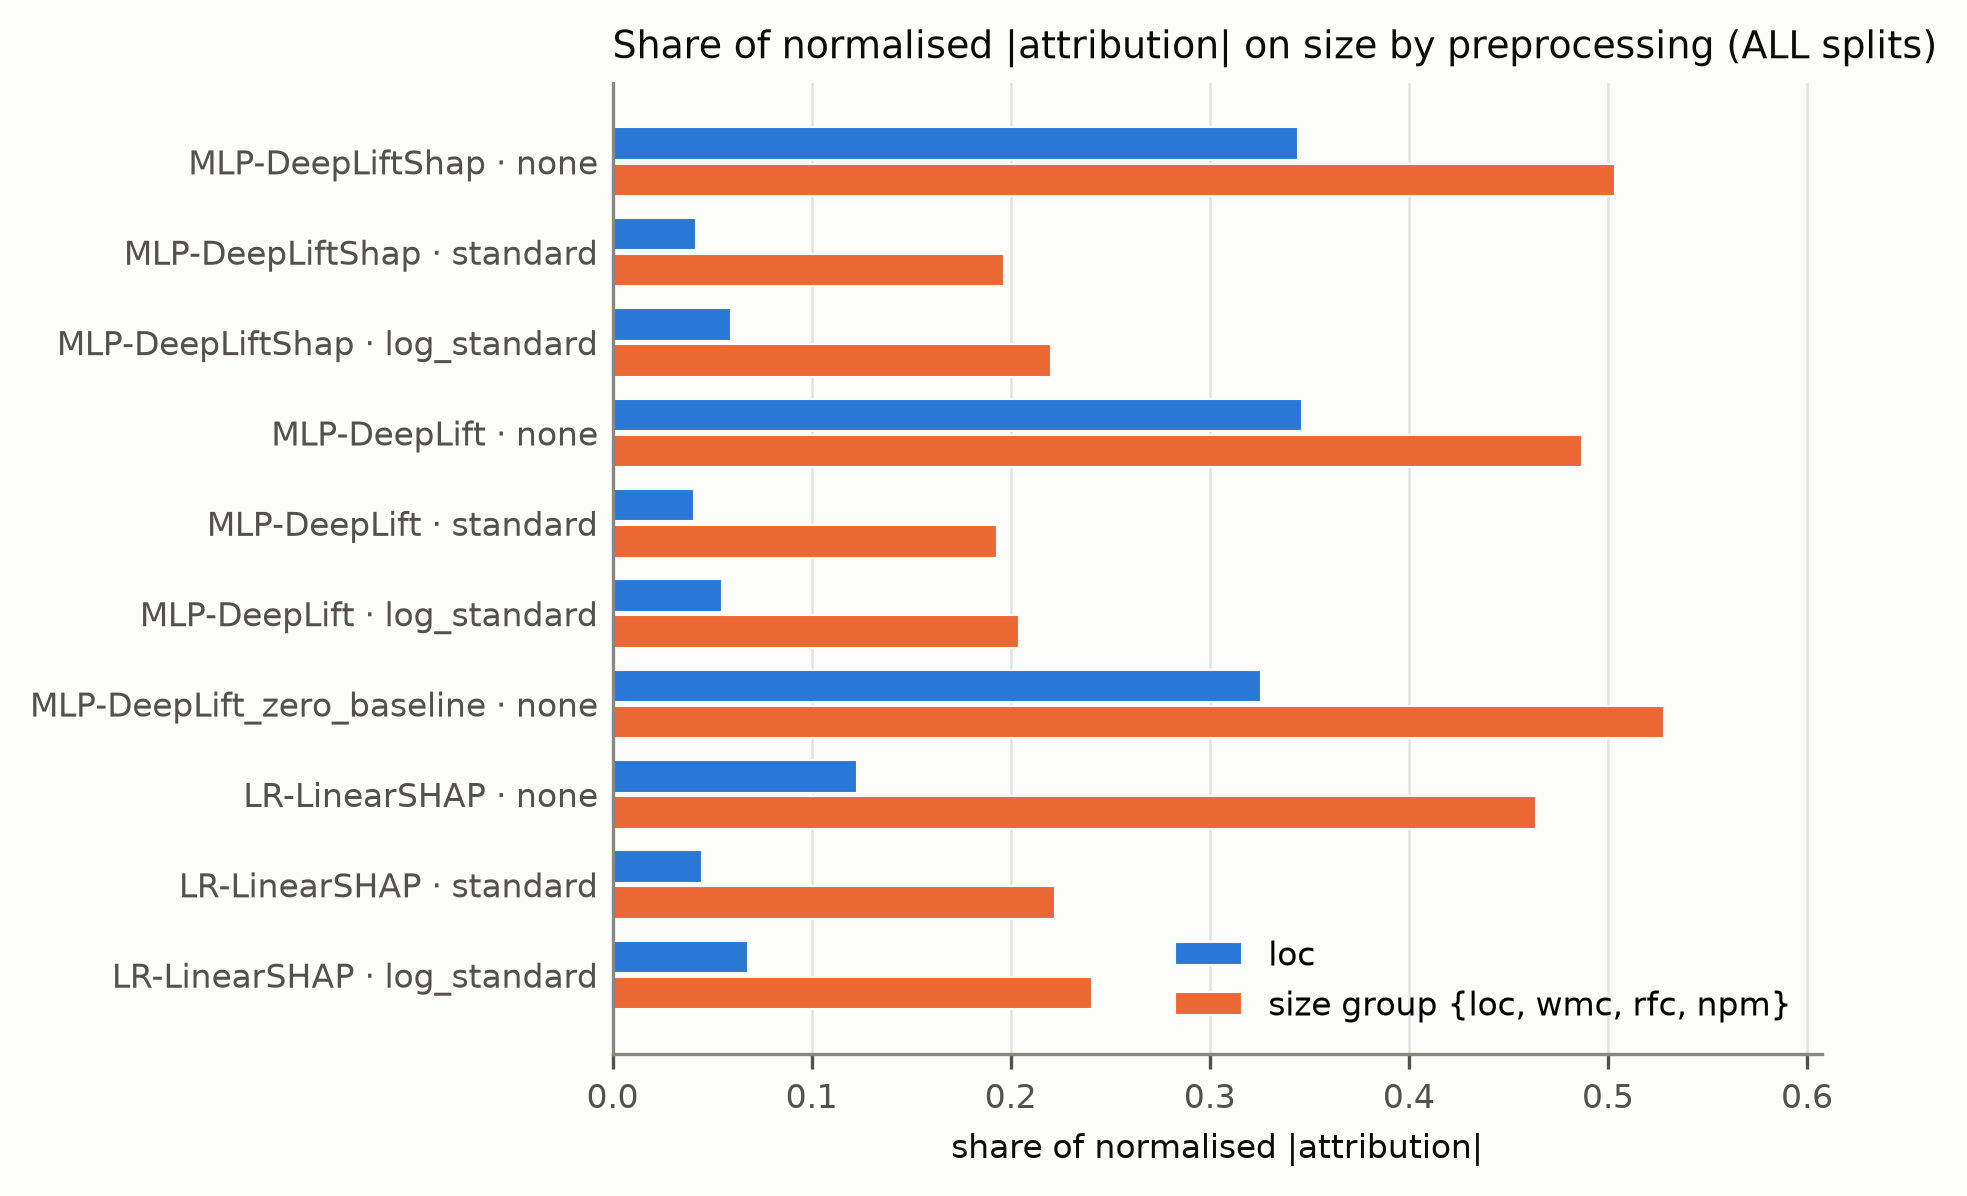 Share of normalised |attribution| on size by preprocessing (ALL splits)
MLP-DeepLiftShap · none
MLP-DeepLiftShap · standard
MLP-DeepLiftShap · log_standard
MLP-DeepLift · none
MLP-DeepLift · standard
MLP-DeepLift · log_standard
MLP-DeepLift_zero_baseline · none
LR-LinearSHAP · none
LR-LinearSHAP · standard
LR-LinearSHAP · log_standard
loc
size group {loc, wmc, rfc, npm}
0.0 0.1 0.2 0.3 0.4 0.5 0.6
share of normalised |attribution|